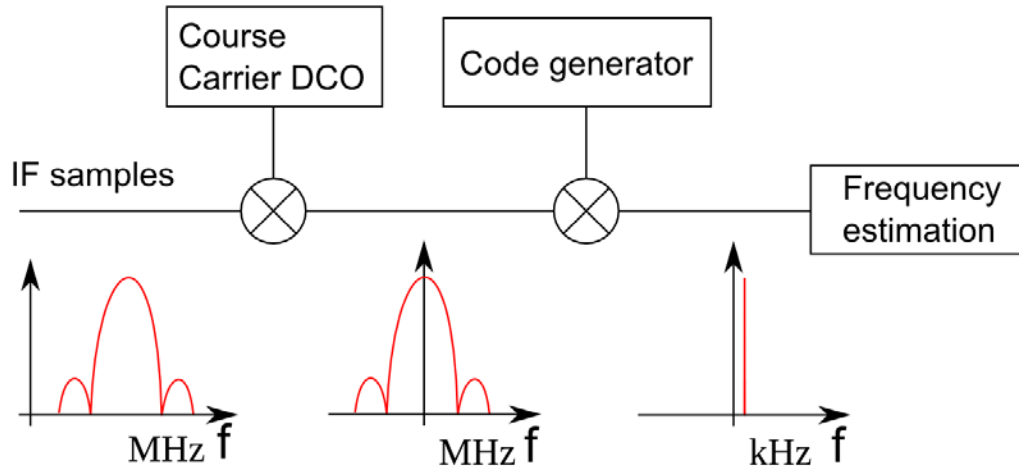 Course
Carrier DCO
Code generator
IF samples
Frequency
estimation
MHz f
MHz f
kHz f